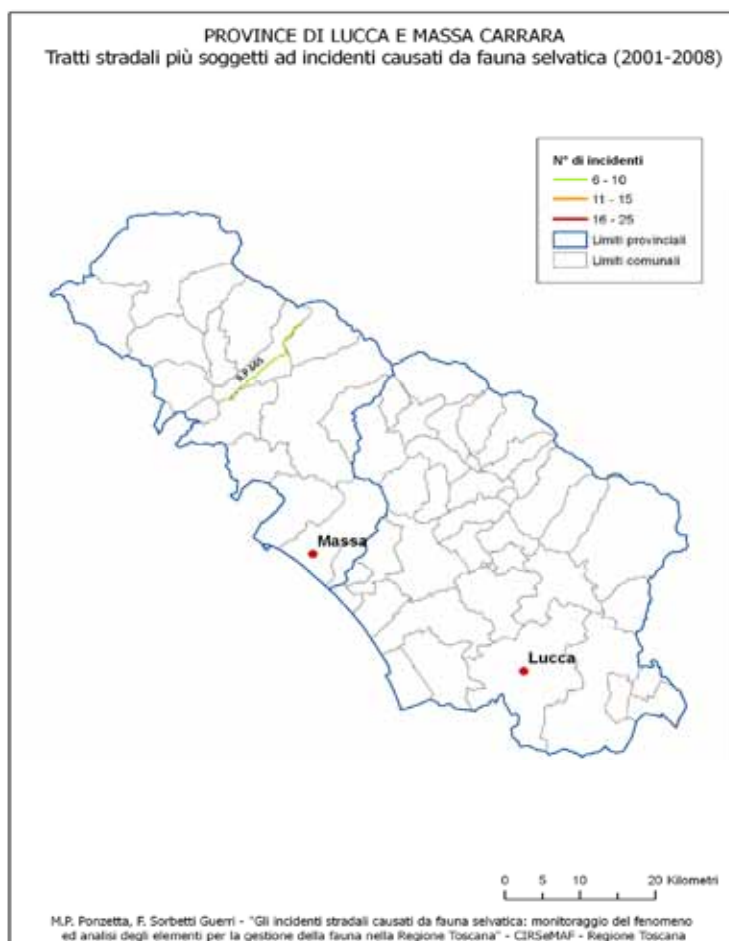 PROVINCE DI LUCCA E MASSA CARRARA
Tratti stradali più soggetti ad incidenti causati da fauna selvatica (2001-2008)
N° di incidenti
6 - 10
11 - 15
16 - 25
Limiti provinciali
Limiti comunali
Massa
Lucca
0 5 10 20 Kilometri
M.P. Ponzetta, F. Sorbetti Guerri - "Gli incidenti stradali causati da fauna selvatica: monitoraggio del fenomeno
ed analisi degli elementi per la gestione della fauna nella Regione Toscana" - CIRSeMAF - Regione Toscana